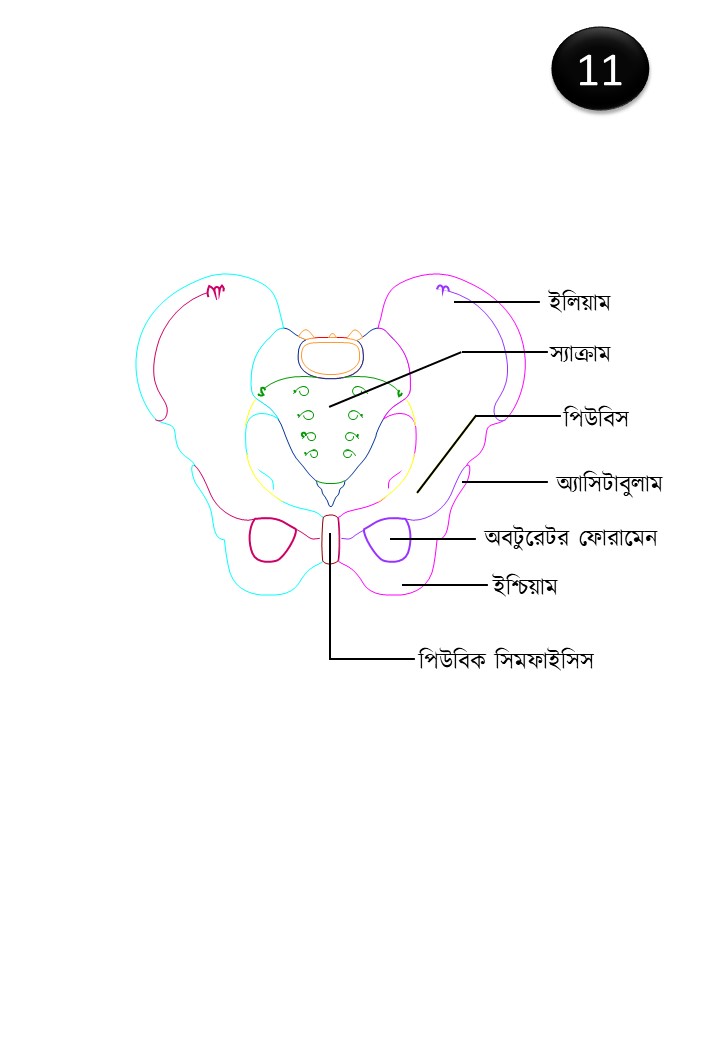 11
ইলিয়াম
স্যাক্রাম
পিউবিস
অ্যাসিটাবুলাম
অবটুরেটর ফোরামেন
ইশ্চিয়াম
পিউবিক সিমফাইসিস